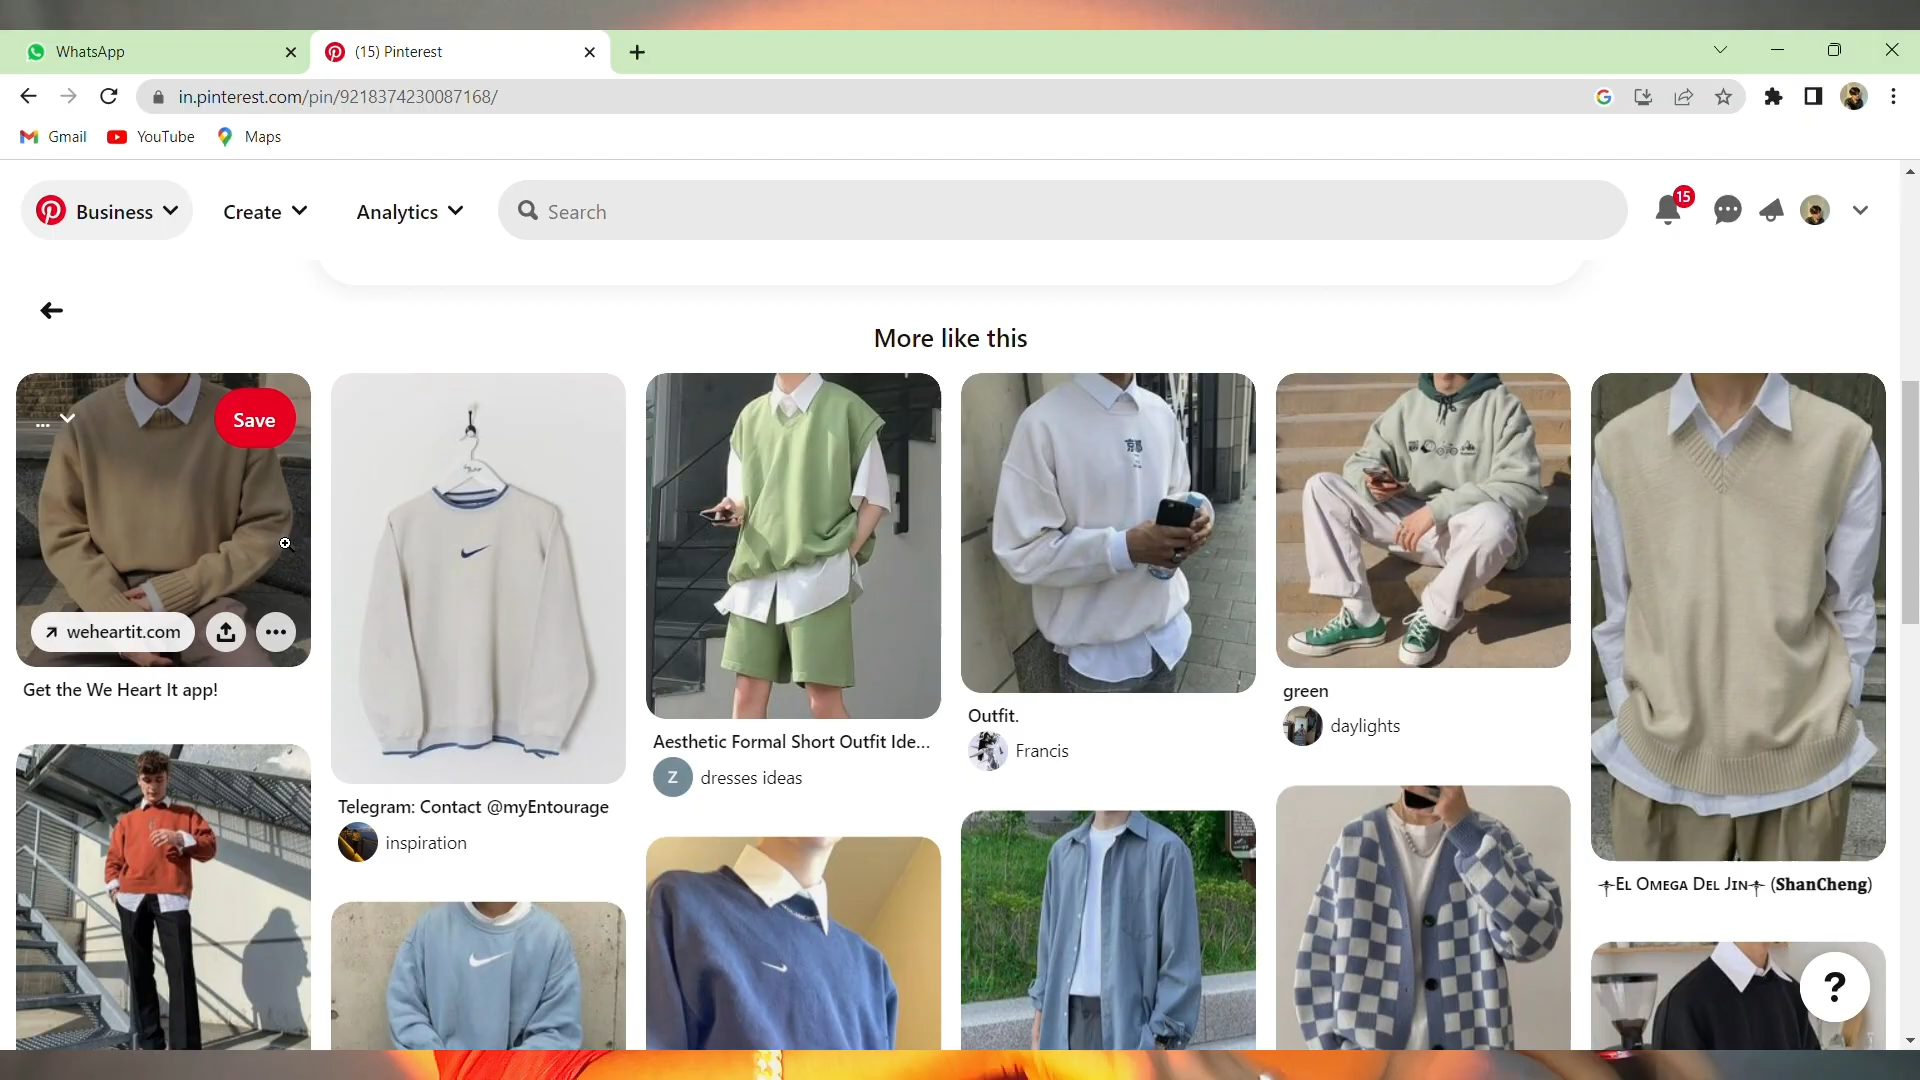 WhatsApp
(15) Pinterest
in.pinterest.com/pin/9218374230087168/
Gmail
YouTube
Maps
Business
Create
Analytics
Search
15
More like this
Save
weheartit.com
Get the We Heart It app!
Telegram: Contact @myEntourage
inspiration
Aesthetic Formal Short Outfit Ide...
Z
dresses ideas
京都
Outfit.
Francis
green
daylights
⸸El Omega Del Jin⸸ (ShanCheng)
?